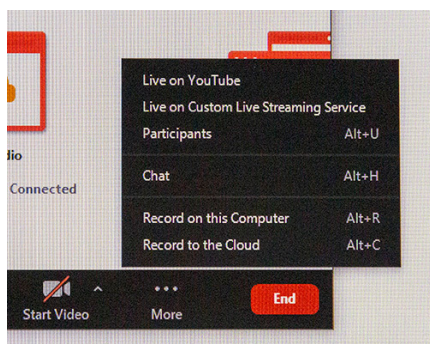 Live on YouTube
Live on Custom Live Streaming Service
Participants Alt+U
dio
Chat Alt+H
Connected
Record on this Computer Alt+R
Record to the Cloud Alt+C
Start Video
More
End